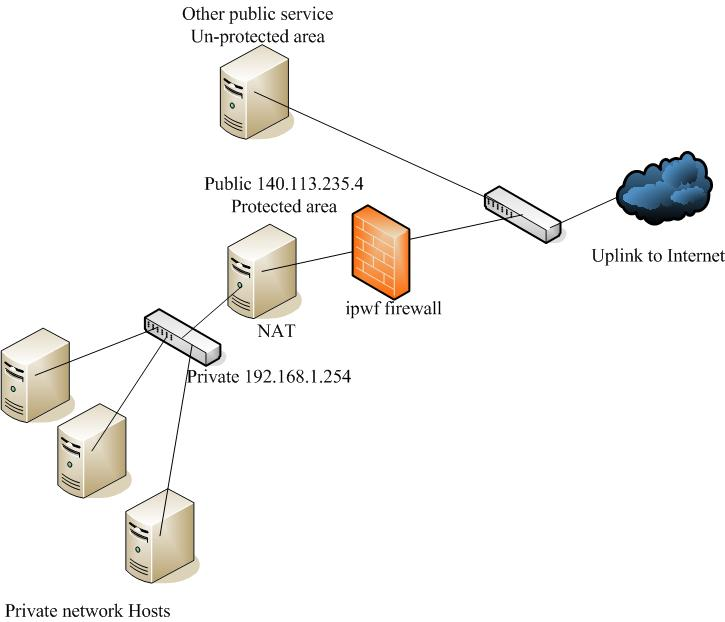 Other public service
Un-protected area
Public 140.113.235.4
Protected area
Uplink to Internet
ipwf firewall
NAT
Private 192.168.1.254
Private network Hosts